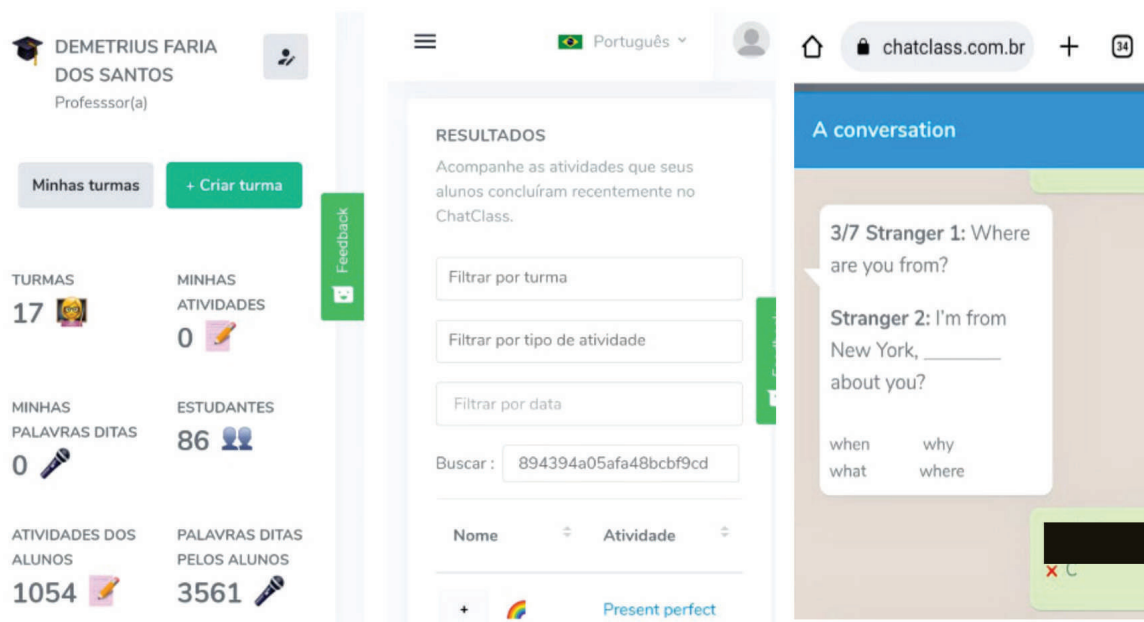 DEMETRIUS FARIA
DOS SANTOS
Professsor(a)
Minhas turmas
+ Criar turma
Feedback
TURMAS
17
MINHAS
ATIVIDADES
0
MINHAS
PALAVRAS DITAS
0
ESTUDANTES
86
ATIVIDADES DOS
ALUNOS
1054
PALAVRAS DITAS
PELOS ALUNOS
3561
Português
RESULTADOS
Acompanhe as atividades que seus
alunos concluíram recentemente no
ChatClass.
Filtrar por turma
Filtrar por tipo de atividade
Filtrar por data
Buscar : 894394a05afa48bcbf9cd
Nome Atividade
+ Present perfect
chatclass.com.br + 34
A conversation
3/7 Stranger 1: Where
are you from?
Stranger 2: I'm from
New York, _________
about you?
when why
what where